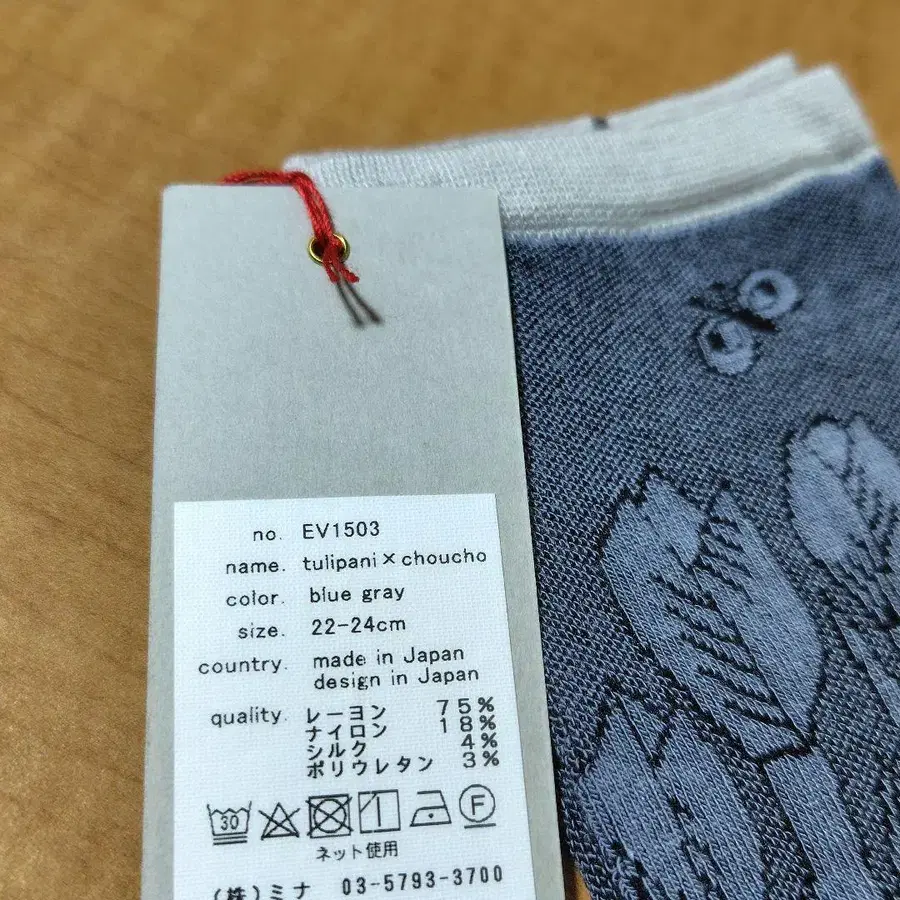 no. EV1503
name. tulipani×choucho
color. blue gray
size. 22-24cm
country. made in Japan
design in Japan
quality. レーヨン 75%
ナイロン 18%
シルク 4%
ポリウレタン 3%
30 F
ネット使用
(株)ミナ 03-5793-3700